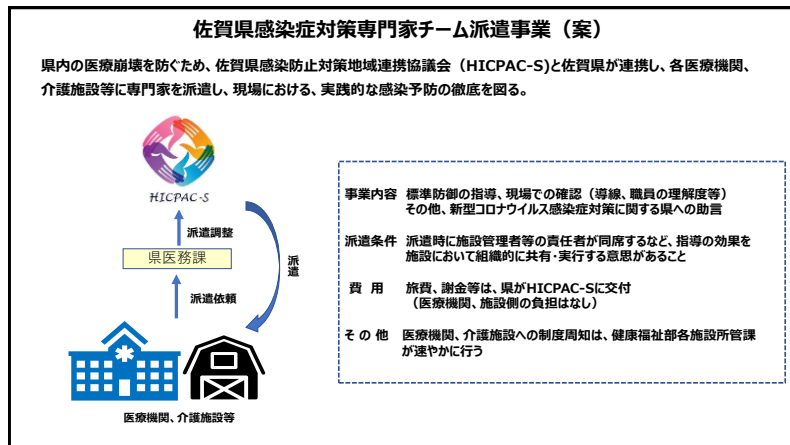 佐賀県感染症対策専門家チーム派遣事業（案）
県内の医療崩壊を防ぐため、佐賀県感染防止対策地域連携協議会（HICPAC-S)と佐賀県が連携し、各医療機関、
介護施設等に専門家を派遣し、現場における、実践的な感染予防の徹底を図る。
HICPAC-S
派遣調整
県医務課
派遣依頼
派遣
医療機関、介護施設等
事業内容 標準防御の指導、現場での確認（導線、職員の理解度等）
その他、新型コロナウイルス感染症対策に関する県への助言
派遣条件 派遣時に施設管理者等の責任者が同席するなど、指導の効果を
施設において組織的に共有・実行する意思があること
費 用 旅費、謝金等は、県がHICPAC-Sに交付
（医療機関、施設側の負担はなし）
そ の 他 医療機関、介護施設への制度周知は、健康福祉部各施設所管課
が速やかに行う